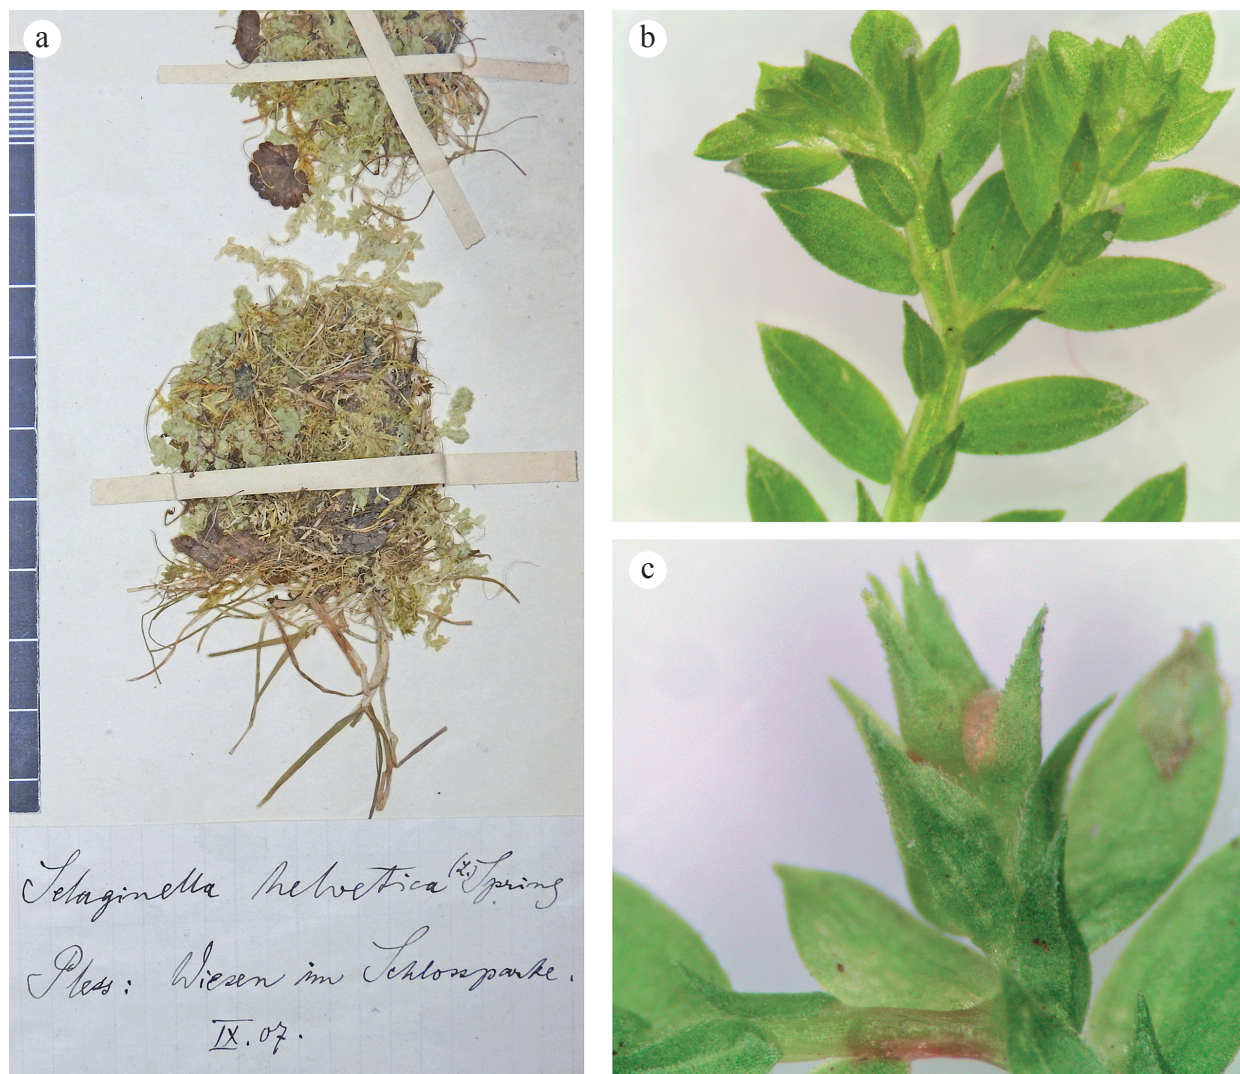 a
b
c
Selaginella helvetica (L.) Spring
Pless: Wiesen im Schlossparke.
IX. 07.